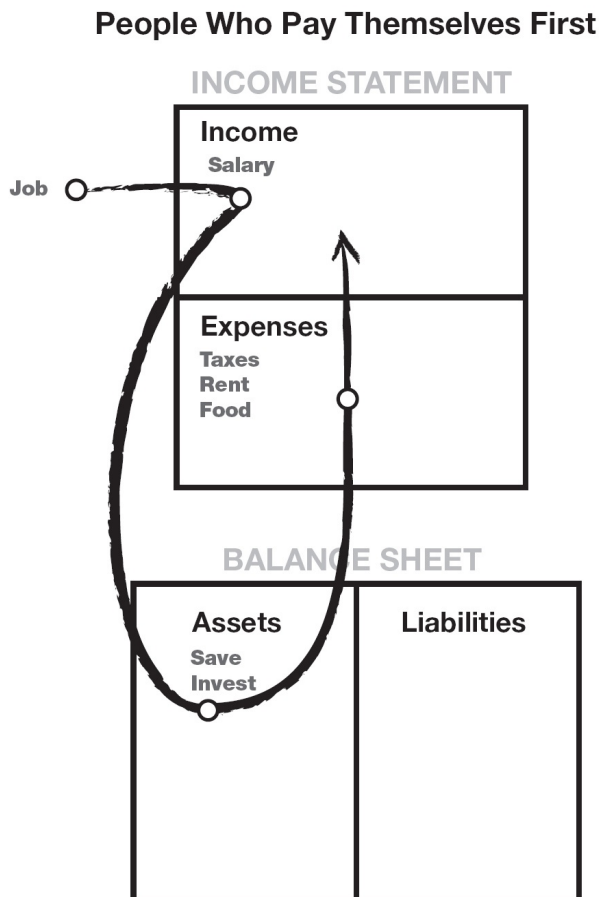 People Who Pay Themselves First
INCOME STATEMENT
Income
Salary
Job
Expenses
Taxes
Rent
Food
BALANCE SHEET
Assets
Liabilities
Save
Invest